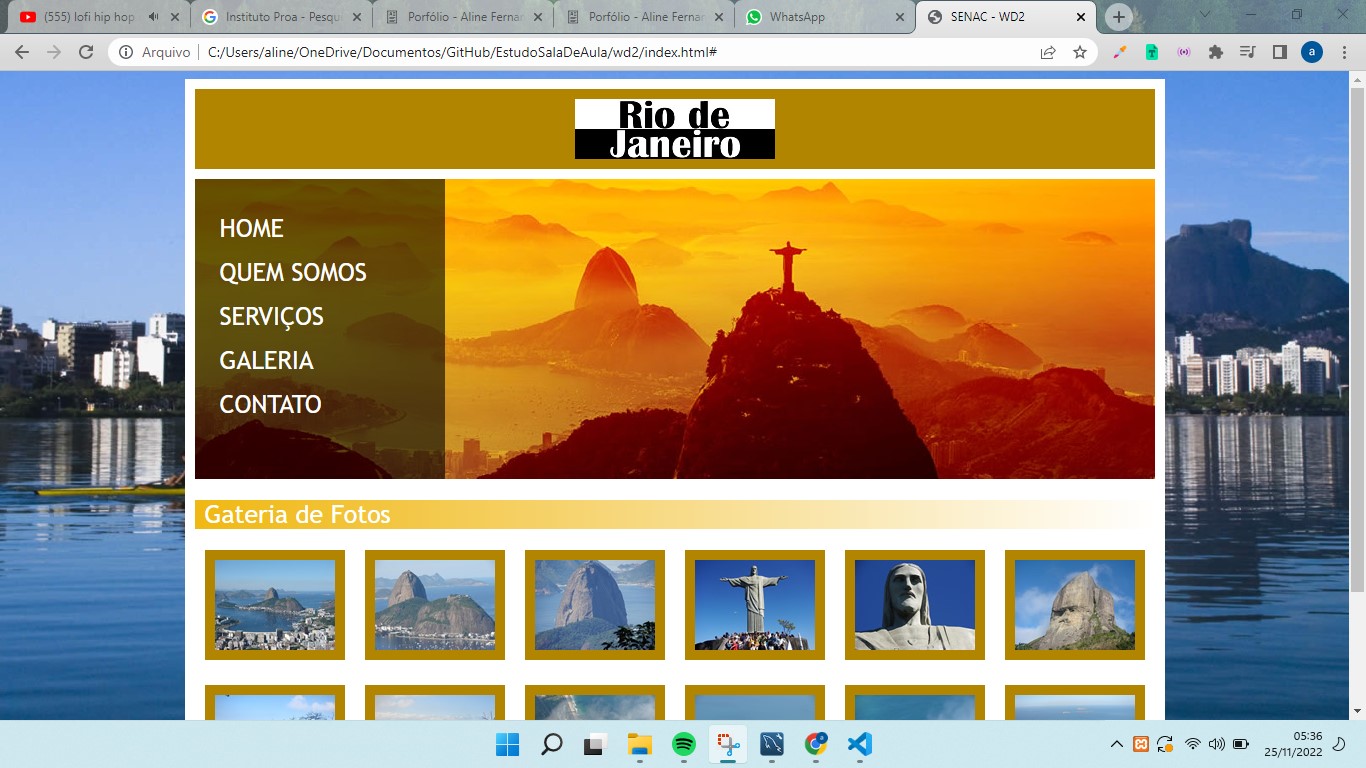 (555) lofi hip hop
Instituto Proa - Pesqu
Porfólio - Aline Fernar
Porfólio - Aline Fernar
WhatsApp
SENAC - WD2
Arquivo
C:/Users/aline/OneDrive/Documentos/GitHub/EstudoSalaDeAula/wd2/index.html#
a
Rio de
Janeiro
HOME
QUEM SOMOS
SERVIÇOS
GALERIA
CONTATO
Gateria de Fotos
05:36
25/11/2022